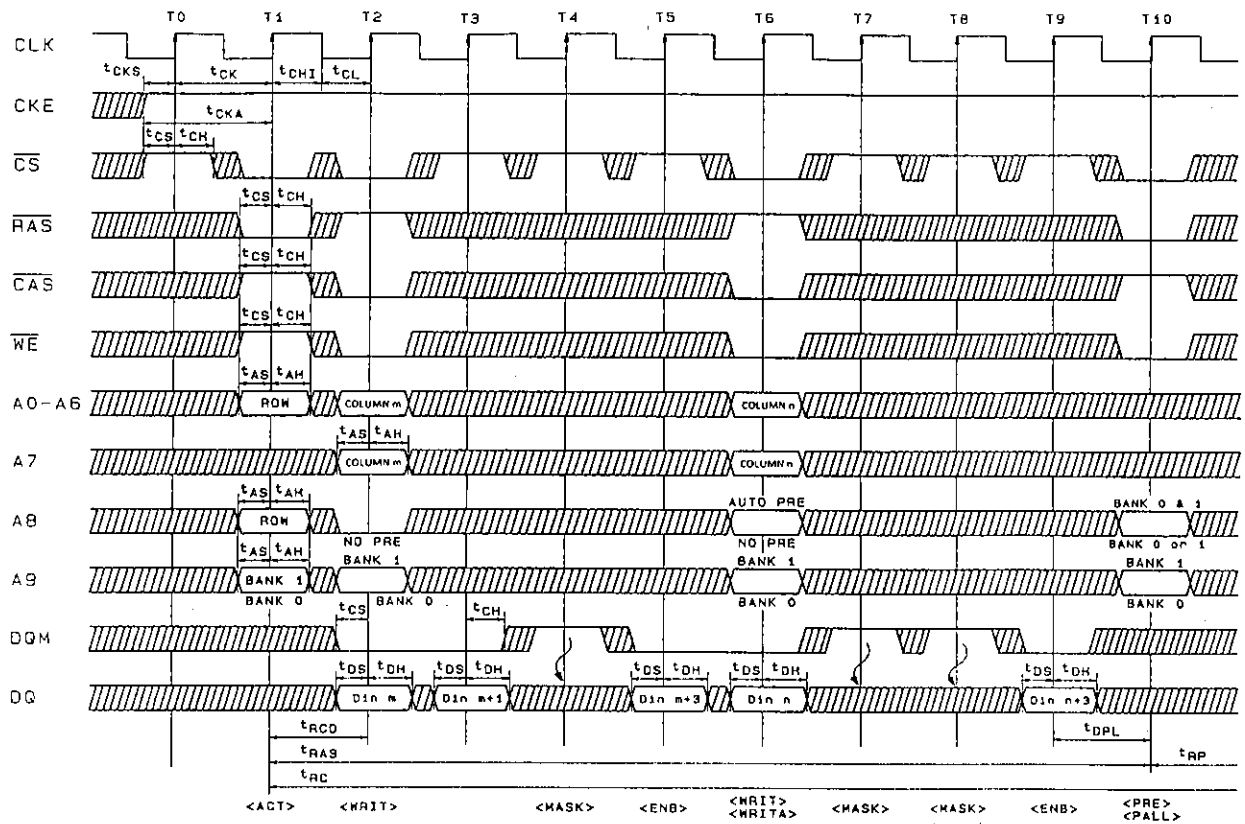 T0 T1 T2 T3 T4 T5 T6 T7 T8 T9 T10
CLK
tCKS tCK tCHI tCL
CKE
tCKA
tCS tCH
CS
tCS tCH
RAS
tCS tCH
CAS
tCS tCH
WE
tAS tAH
A0-A6 ROW COLUMN m COLUMN n
tAS tAH
A7 COLUMN m COLUMN n
tAS tAH AUTO PRE BANK 0 & 1
A8 ROW
NO PRE NO PRE BANK 0 or 1
tAS tAH BANK 1 BANK 1 BANK 1
A9 BANK 1
BANK 0 BANK 0 BANK 0 BANK 0
tCS tCH
DQM
tDS tDH tDS tDH tDS tDH tDS tDH tDS tDH
DQ Din m Din m+1 Din m+3 Din n Din n+3
tRCD tDPL
tRAS tRP
tRC
<ACT> <WRIT> <MASK> <ENB> <WRIT> <MASK> <MASK> <ENB> <PRE>
<WRITA> <PALL>